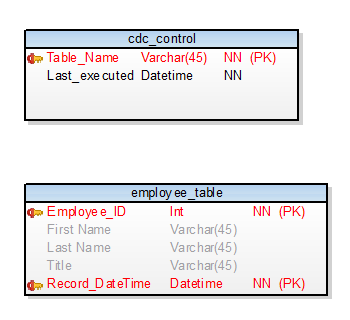 cdc_control
Table_Name Varchar(45) NN (PK)
Last_executed Datetime NN
employee_table
Employee_ID Int NN (PK)
First Name Varchar(45)
Last Name Varchar(45)
Title Varchar(45)
Record_DateTime Datetime NN (PK)